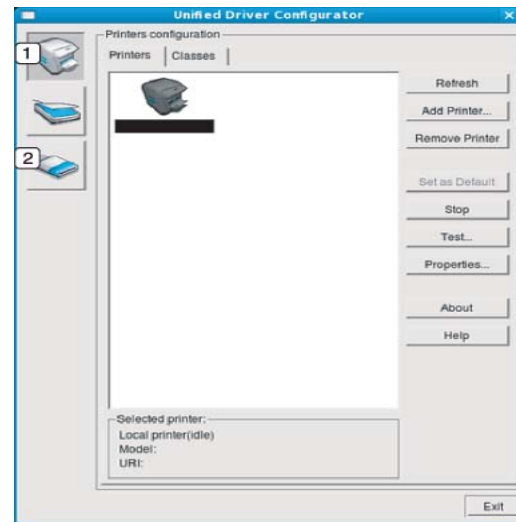 Unified Driver Configurator
1
2
Printers configuration
Printers
Classes
Refresh
Add Printer...
Remove Printer
Set as Default
Stop
Test...
Properties...
About
Help
Selected printer:
Local printer(idle)
Model:
URI:
Exit